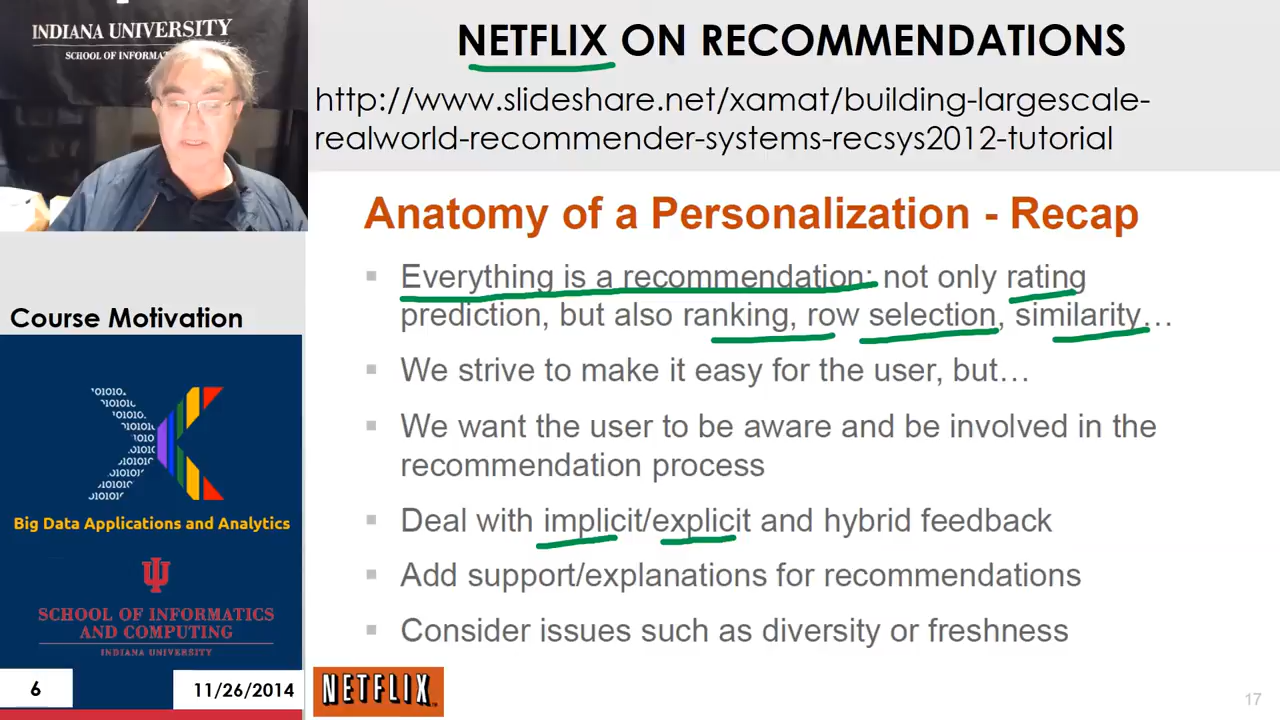 INDIANA UNIVERSITY
SCHOOL OF INFORMA
NETFLIX ON RECOMMENDATIONS
http://www.slideshare.net/xamat/building-largescale-
realworld-recommender-systems-recsys2012-tutorial
Anatomy of a Personalization - Recap
▪ Everything is a recommendation: not only rating
prediction, but also ranking, row selection, similarity…
▪ We strive to make it easy for the user, but…
▪ We want the user to be aware and be involved in the
recommendation process
▪ Deal with implicit/explicit and hybrid feedback
▪ Add support/explanations for recommendations
▪ Consider issues such as diversity or freshness
Course Motivation
Big Data Applications and Analytics
SCHOOL OF INFORMATICS
AND COMPUTING
INDIANA UNIVERSITY
6
11/26/2014
NETFLIX
17